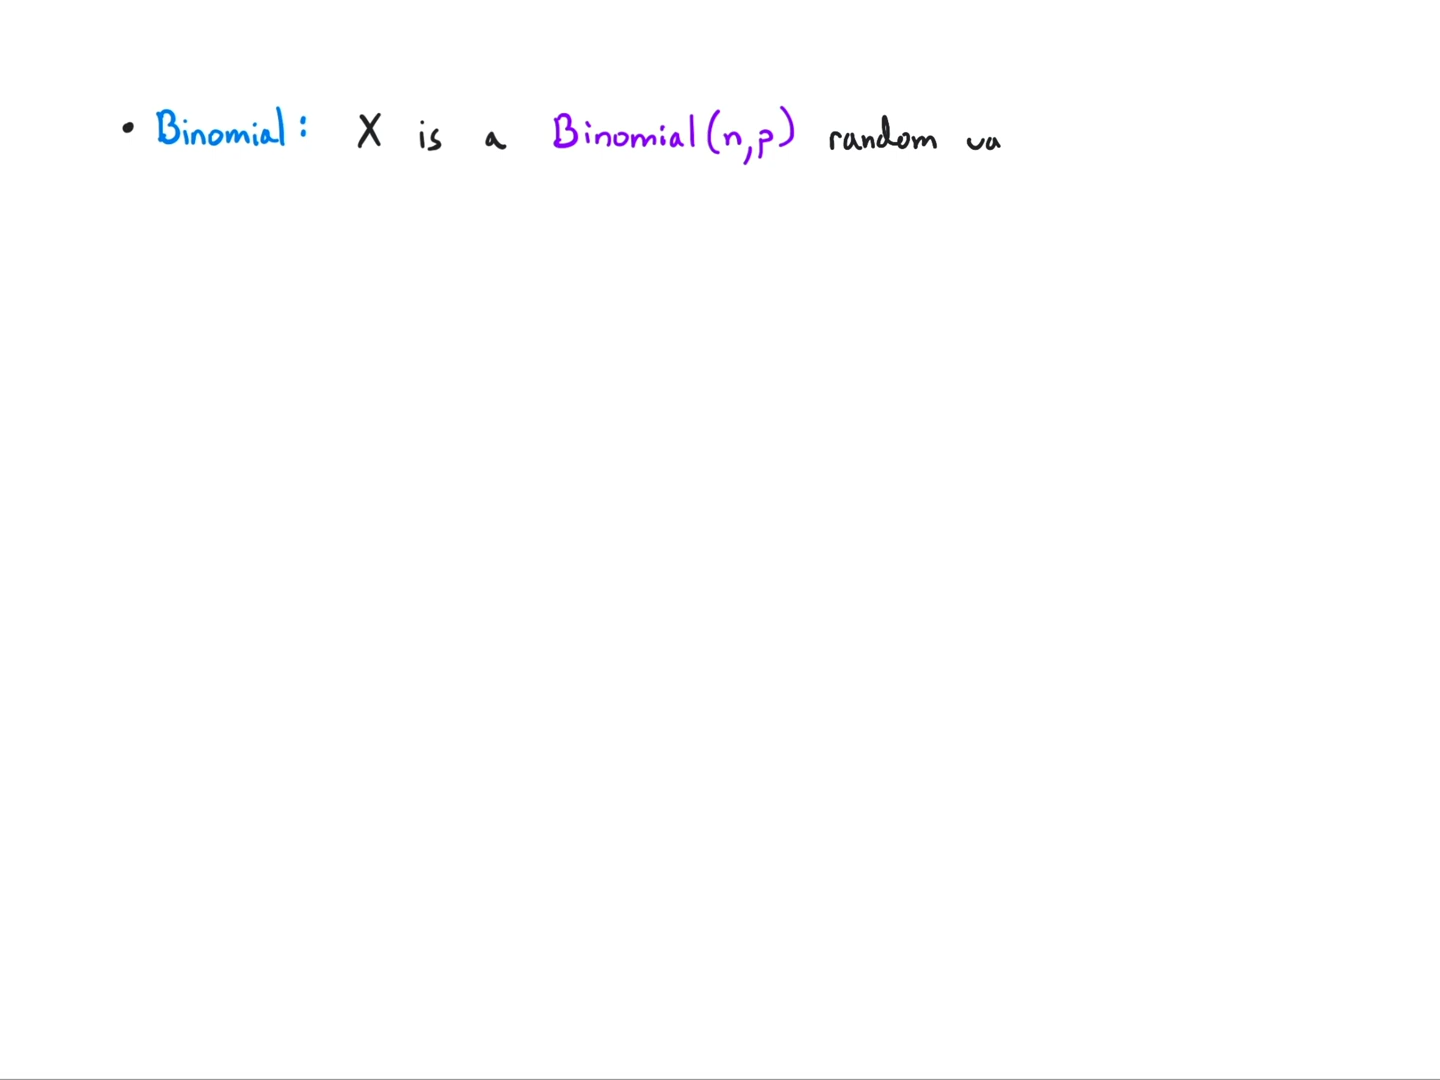 • Binomial: X is a Binomial(n,p) random va